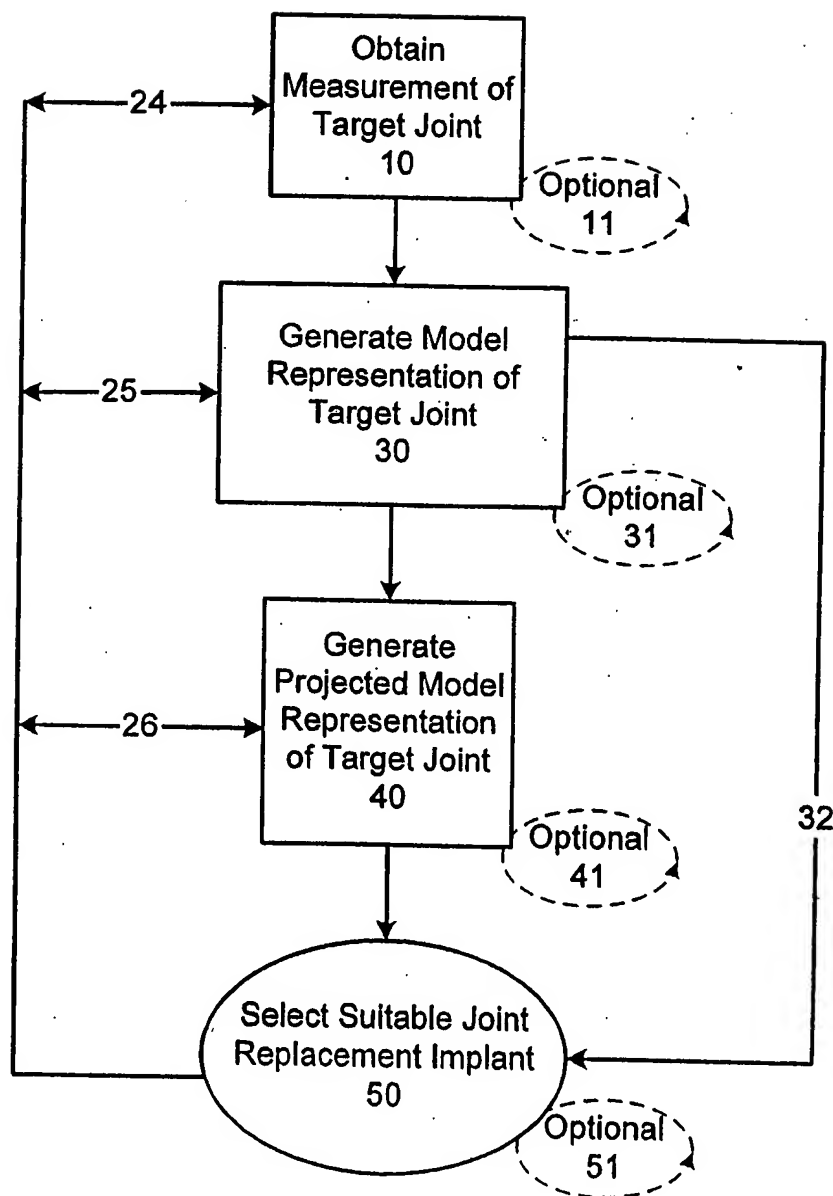 Obtain
Measurement of
Target Joint
10
24
Optional
11
Generate Model
Representation of
Target Joint
30
25
Optional
31
Generate
Projected Model
Representation
of Target Joint
40
26
32
Optional
41
Select Suitable Joint
Replacement Implant
50
Optional
51